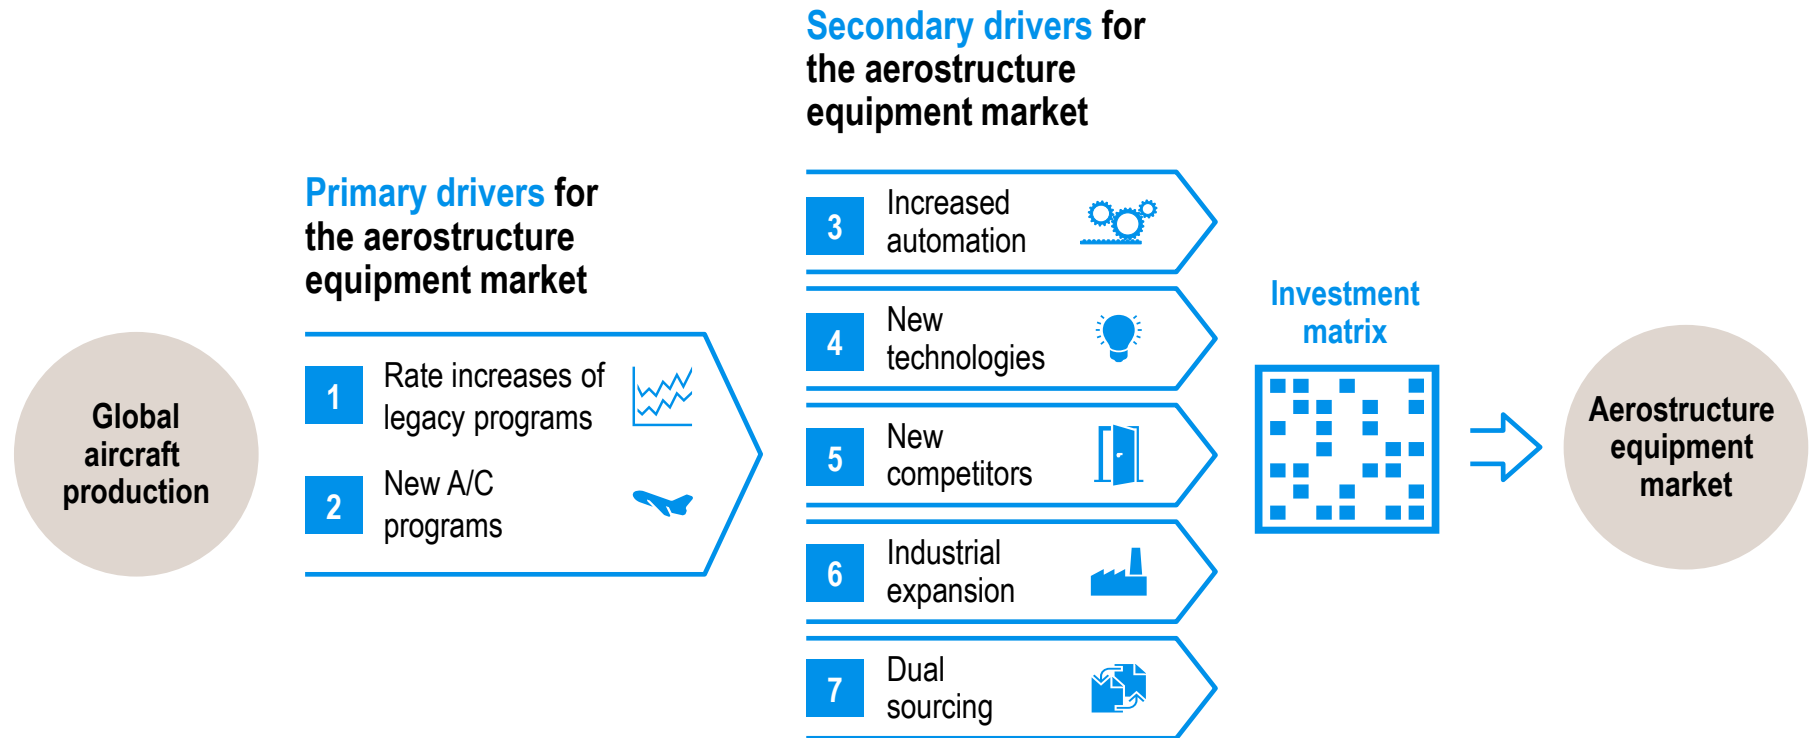 Global
aircraft
production
Primary drivers for
the aerostructure
equipment market
1
Rate increases of
legacy programs
2
New A/C
programs
Secondary drivers for
the aerostructure
equipment market
3
Increased
automation
4
New
technologies
5
New
competitors
6
Industrial
expansion
7
Dual
sourcing
Investment
matrix
Aerostructure
equipment
market